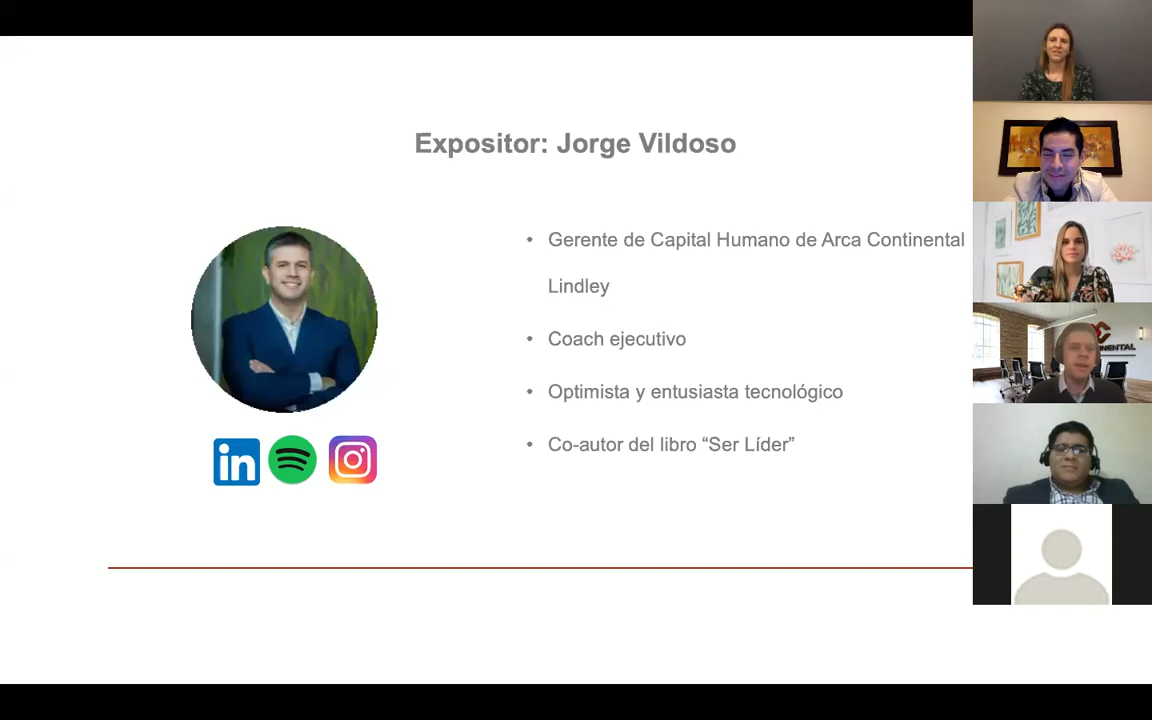 Expositor: Jorge Vildoso
• Gerente de Capital Humano de Arca Continental
Lindley
• Coach ejecutivo
• Optimista y entusiasta tecnológico
• Co-autor del libro “Ser Líder”
in